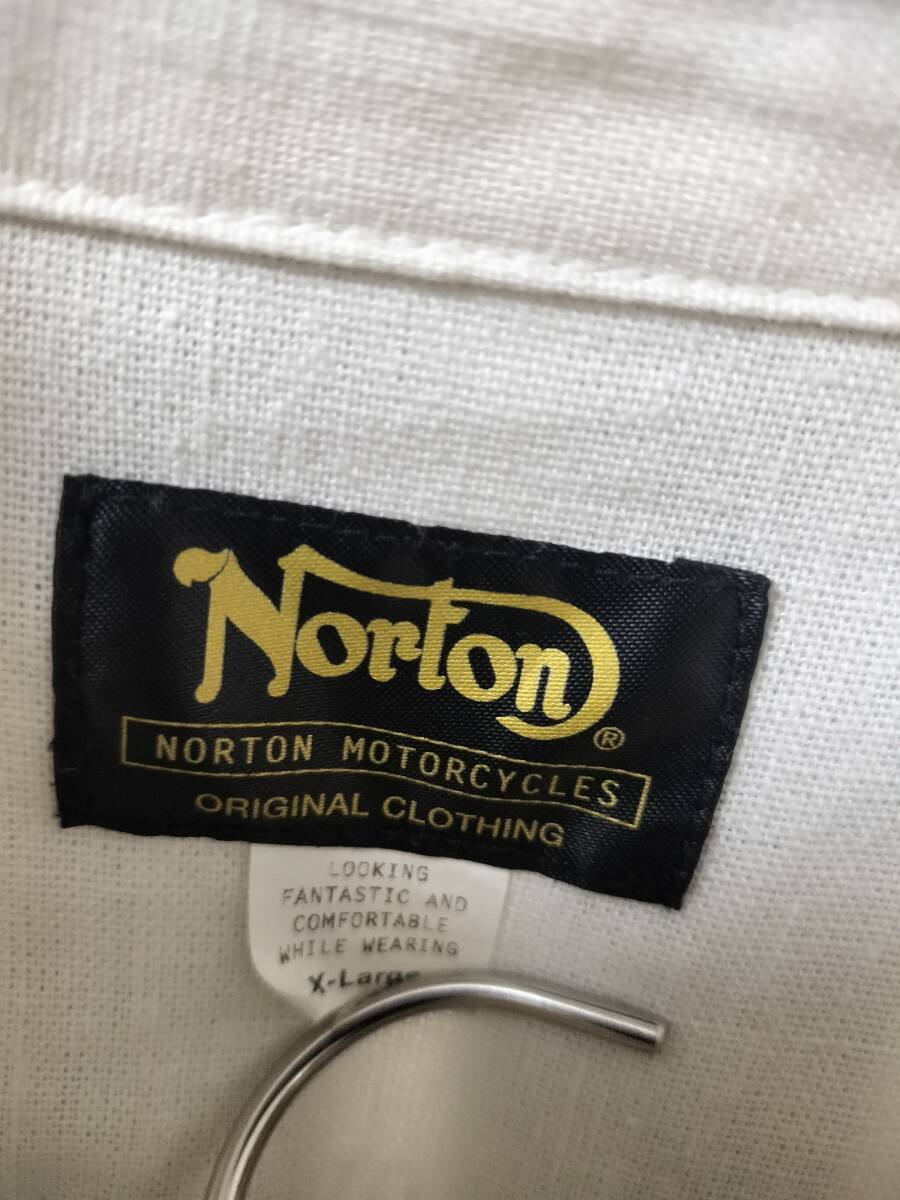 Norton®
NORTON MOTORCYCLES
ORIGINAL CLOTHING
LOOKING
FANTASTIC AND
COMFORTABLE
WHILE WEARING
X-Large